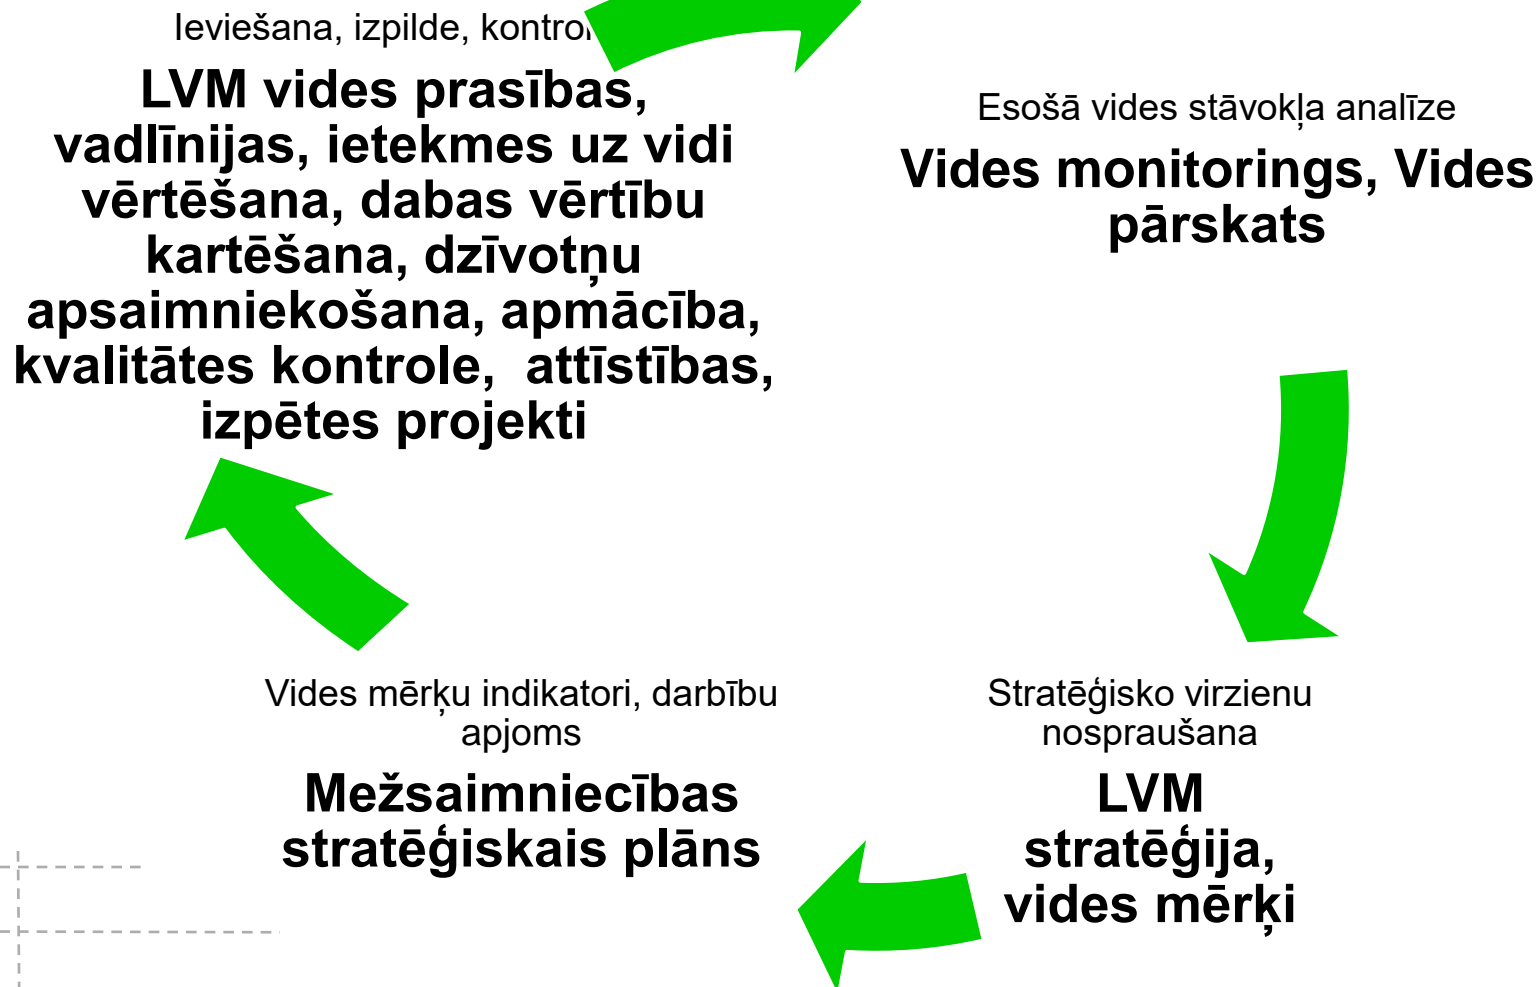 Ieviešana, izpilde,
LVM vides prasības,
vadlīnijas, ietekmes uz vidi
vērtēšana, dabas vērtību
kartēšana, dzīvotņu
apsaimniekošana, apmācība,
kvalitātes kontrole, attīstības,
izpētes projekti
Esošā vides stāvokļa analīze
Vides monitorings, Vides
pārskats
Vides mērķu indikatori, darbību
apjoms
Mežsaimniecības
stratēģiskais plāns
Stratēģisko virzienu
nospraušana
LVM
stratēģija,
vides mērķi